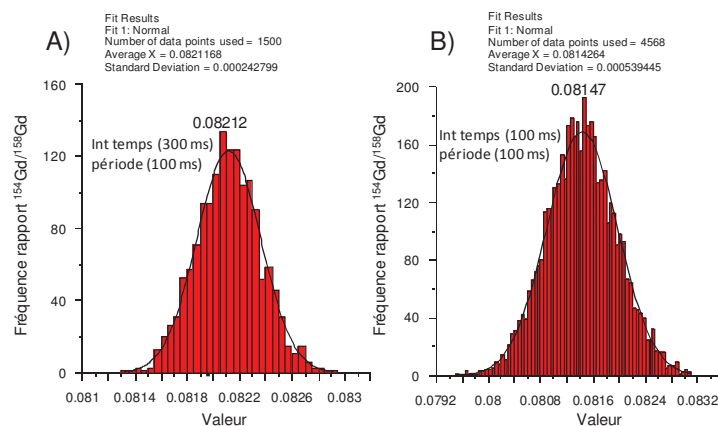 A)
Fit Results
Fit 1: Normal
Number of data points used = 1500
Average X = 0.0821168
Standard Deviation = 0.000242799
160
120
80
40
0
Fréquence rapport ¹⁵⁴Gd/¹⁵⁸Gd
0.08212
Int temps (300 ms)
période (100 ms)
0.081 0.0814 0.0818 0.0822 0.0826 0.083
Valeur
B)
Fit Results
Fit 1: Normal
Number of data points used = 4568
Average X = 0.0814264
Standard Deviation = 0.000539445
200
160
120
80
40
0
Fréquence rapport ¹⁵⁴Gd/¹⁵⁸Gd
0.08147
Int temps (100 ms)
période (100 ms)
0.0792 0.08 0.0808 0.0816 0.0824 0.0832
Valeur